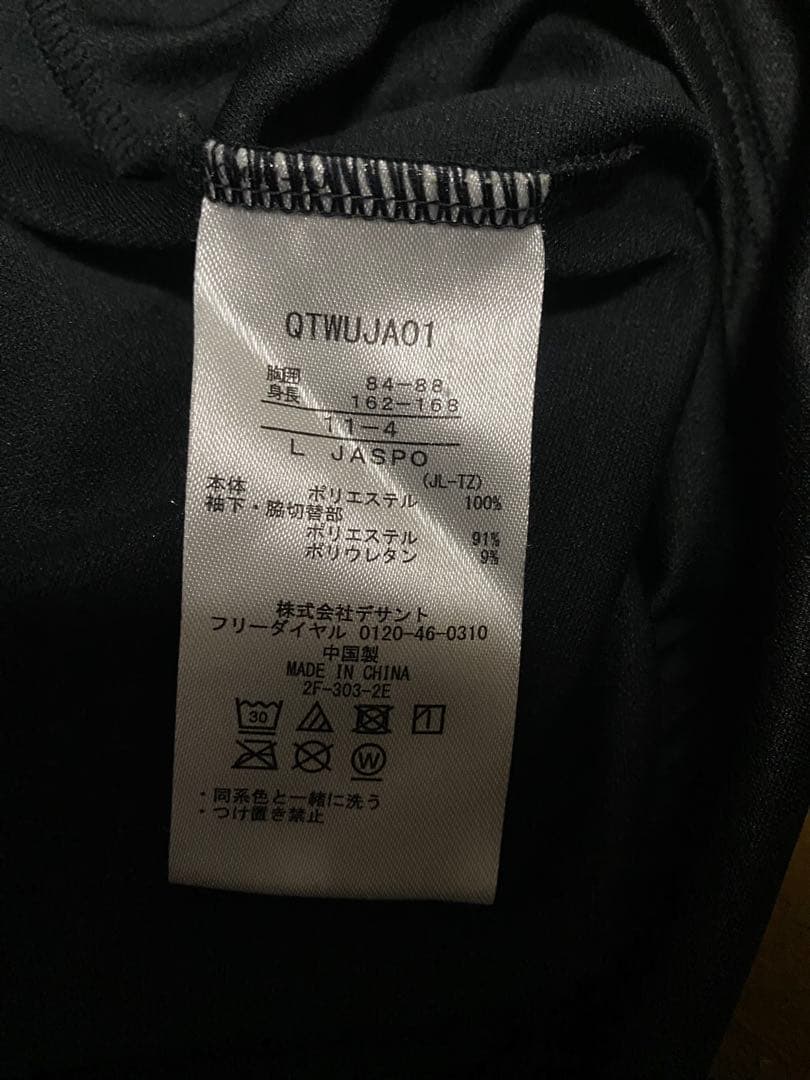 QTWUJA01
胸囲 84-88
身長 162-168
11-4
L JASPO
(JL-TZ)
本体 ポリエステル 100%
袖下・脇切替部
ポリエステル 91%
ポリウレタン 9%
株式会社デサント
フリーダイヤル 0120-46-0310
中国製
MADE IN CHINA
2F-303-2E
30
W
・同系色と一緒に洗う
・つけ置き禁止